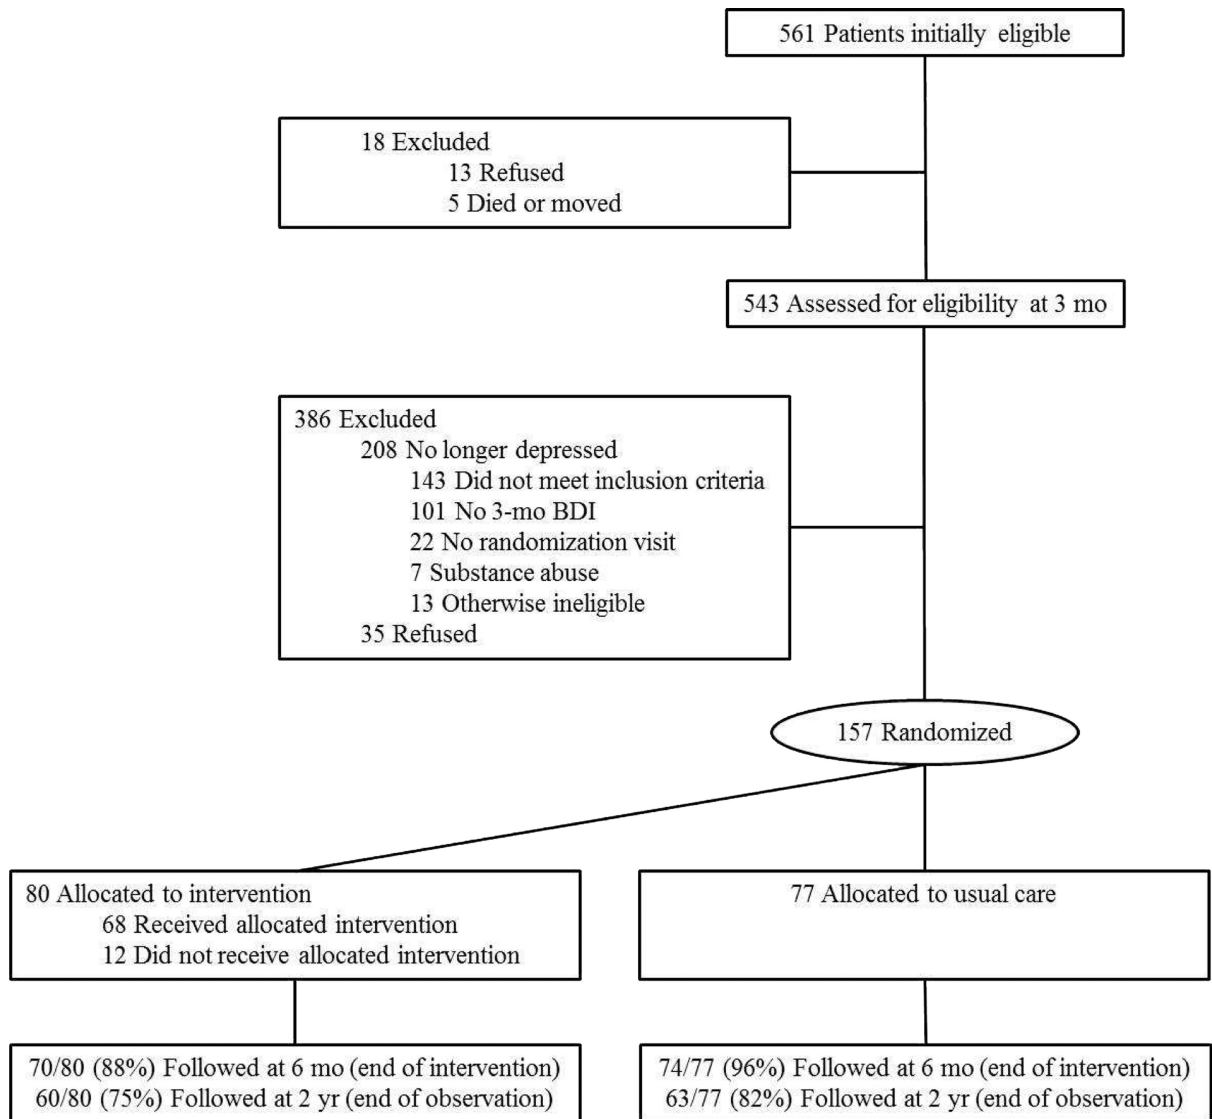 561 Patients initially eligible
18 Excluded
13 Refused
5 Died or moved
543 Assessed for eligibility at 3 mo
386 Excluded
208 No longer depressed
143 Did not meet inclusion criteria
101 No 3-mo BDI
22 No randomization visit
7 Substance abuse
13 Otherwise ineligible
35 Refused
157 Randomized
80 Allocated to intervention
68 Received allocated intervention
12 Did not receive allocated intervention
77 Allocated to usual care
70/80 (88%) Followed at 6 mo (end of intervention)
60/80 (75%) Followed at 2 yr (end of observation)
74/77 (96%) Followed at 6 mo (end of intervention)
63/77 (82%) Followed at 2 yr (end of observation)